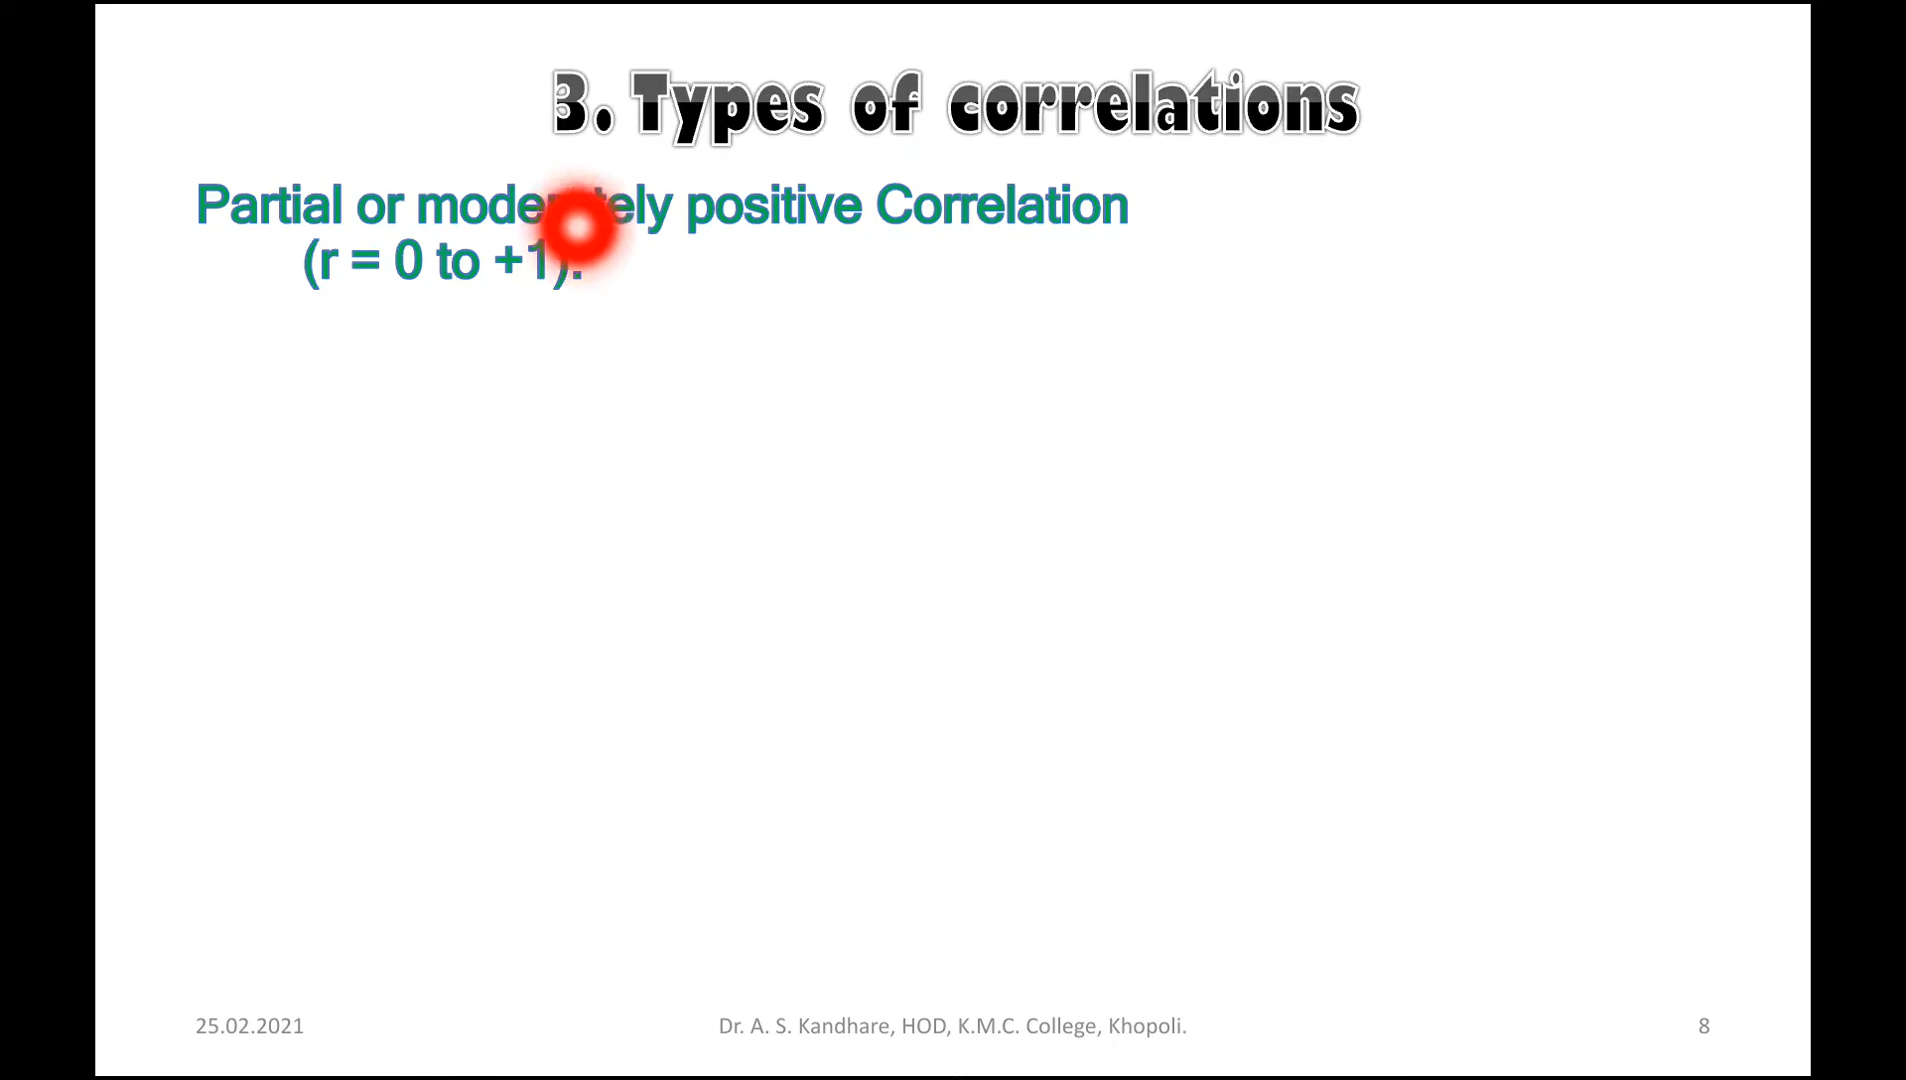 3. Types of correlations
Partial or moderately positive Correlation
(r = 0 to +1).
25.02.2021
Dr. A. S. Kandhare, HOD, K.M.C. College, Khopoli.
8